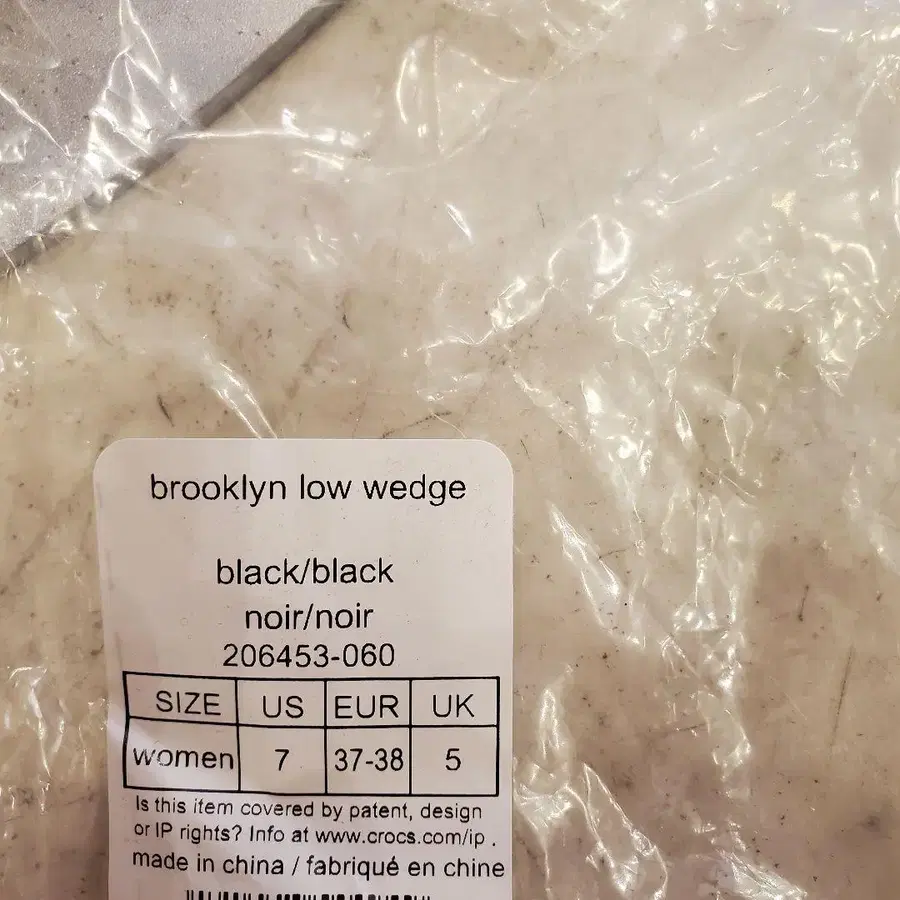 brooklyn low wedge
black/black
noir/noir
206453-060
SIZE US EUR UK
women 7 37-38 5
Is this item covered by patent, design
or IP rights? Info at www.crocs.com/ip .
made in china / fabriqué en chine